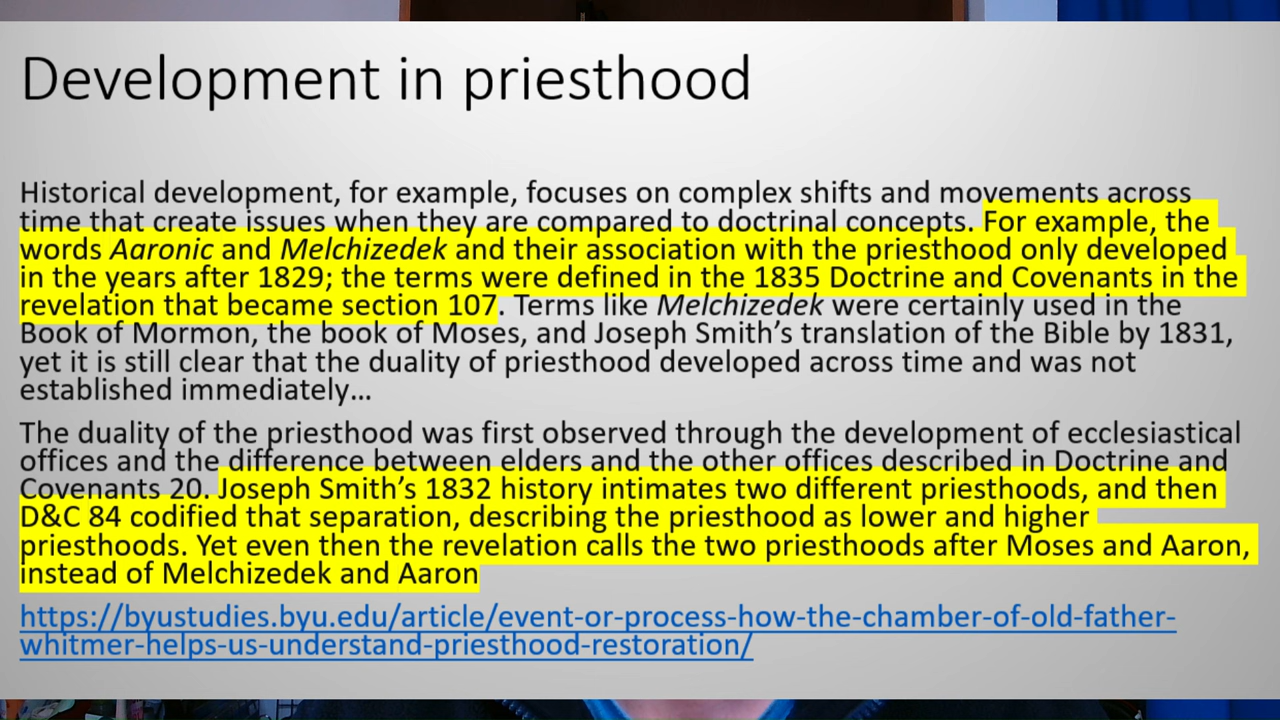 Development in priesthood
Historical development, for example, focuses on complex shifts and movements across
time that create issues when they are compared to doctrinal concepts. For example, the
words Aaronic and Melchizedek and their association with the priesthood only developed
in the years after 1829; the terms were defined in the 1835 Doctrine and Covenants in the
revelation that became section 107. Terms like Melchizedek were certainly used in the
Book of Mormon, the book of Moses, and Joseph Smith’s translation of the Bible by 1831,
yet it is still clear that the duality of priesthood developed across time and was not
established immediately…
The duality of the priesthood was first observed through the development of ecclesiastical
offices and the difference between elders and the other offices described in Doctrine and
Covenants 20. Joseph Smith’s 1832 history intimates two different priesthoods, and then
D&C 84 codified that separation, describing the priesthood as lower and higher
priesthoods. Yet even then the revelation calls the two priesthoods after Moses and Aaron,
instead of Melchizedek and Aaron
https://byustudies.byu.edu/article/event-or-process-how-the-chamber-of-old-father-
whitmer-helps-us-understand-priesthood-restoration/